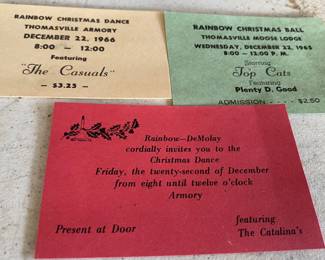 RAINBOW CHRISTMAS DANCE
THOMASVILLE ARMORY
DECEMBER 22, 1966
8:00 - 12:00
Featuring
"The Casuals"
- $3.25 -
RAINBOW CHRISTMAS BALL
THOMASVILLE MOOSE LODGE
WEDNESDAY, DECEMBER 22, 1965
8:00 - 12:00 P. M.
Starring
Top Cats
Featuring
Plenty D. Good
ADMISSION - - - - $2.50
Rainbow—DeMolay
cordially invites you to the
Christmas Dance
Friday, the twenty-second of December
from eight until twelve o'clock
Armory
Present at Door
featuring
The Catalina's